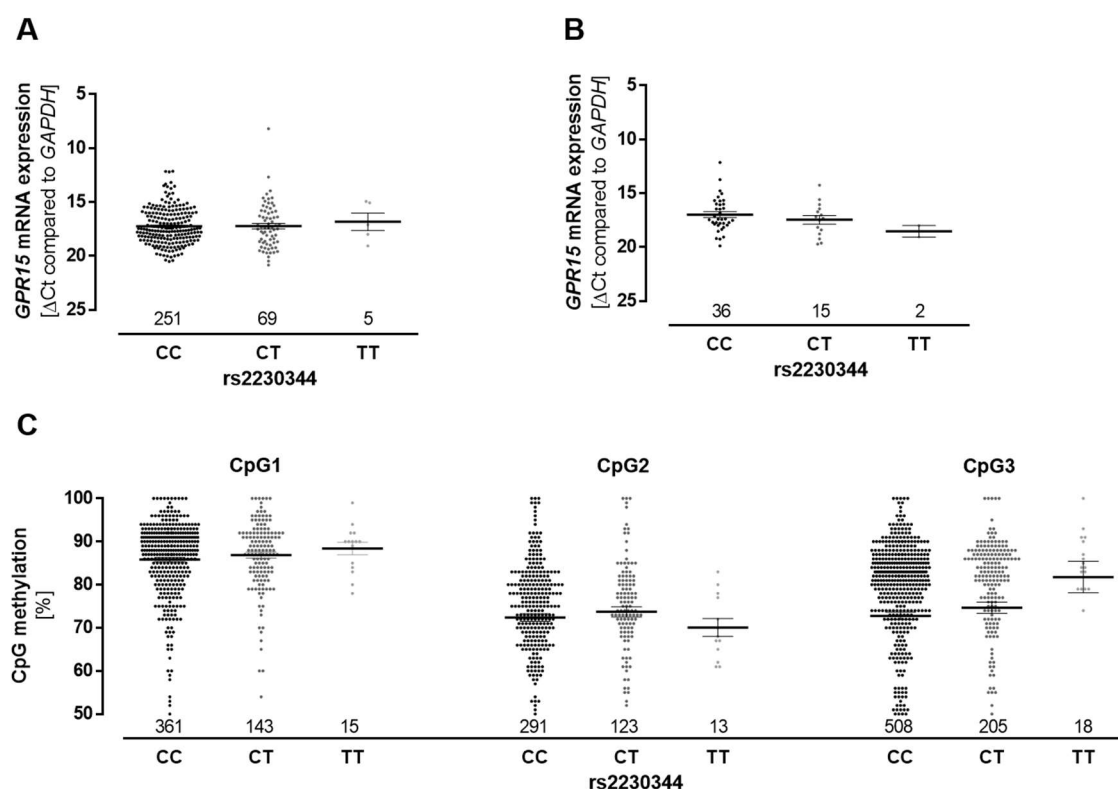 A
GPR15 mRNA expression
[ΔCt compared to GAPDH]
5
10
15
20
25
251 69 5
CC CT TT
rs2230344
B
GPR15 mRNA expression
[ΔCt compared to GAPDH]
5
10
15
20
25
36 15 2
CC CT TT
rs2230344
C
CpG1 CpG2 CpG3
CpG methylation
[%]
100
90
80
70
60
50
361 143 15 291 123 13 508 205 18
CC CT TT CC CT TT CC CT TT
rs2230344